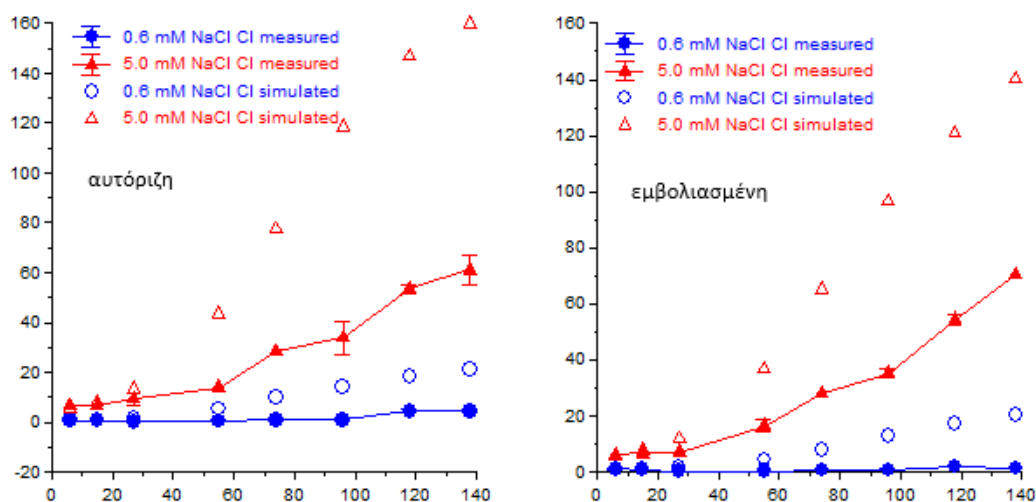 160
140
120
100
80
60
40
20
0
-20
0.6 mM NaCl Cl measured
5.0 mM NaCl Cl measured
0.6 mM NaCl Cl simulated
5.0 mM NaCl Cl simulated
αυτόριζη
0 20 40 60 80 100 120 140
160
140
120
100
80
60
40
20
0
0.6 mM NaCl Cl measured
5.0 mM NaCl Cl measured
0.6 mM NaCl Cl simulated
5.0 mM NaCl Cl simulated
εμβολιασμένη
0 20 40 60 80 100 120 140